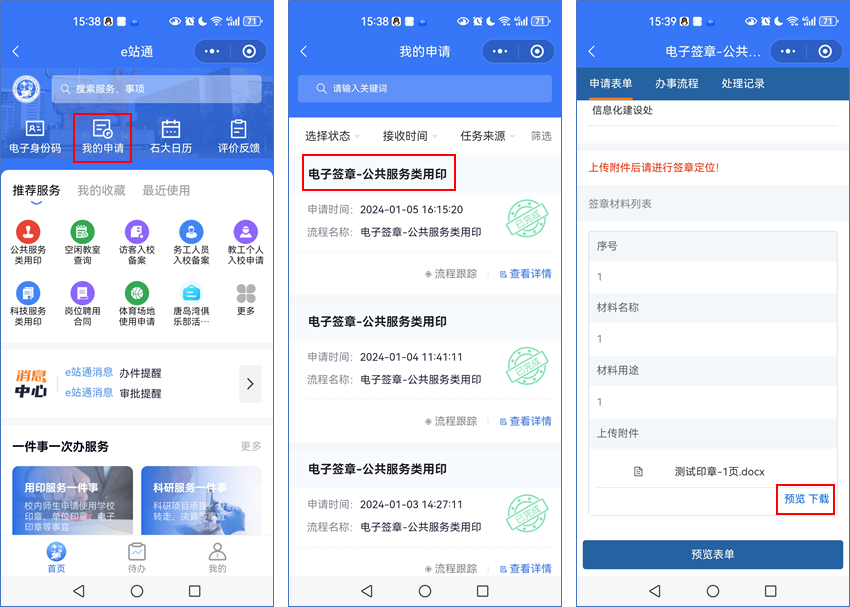 15:38
71
e站通
搜索服务、事项
电子身份码
我的申请
石大日历
评价反馈
推荐服务
我的收藏
最近使用
公共服务
类用印
空闲教室
查询
访客入校
备案
务工人员
入校备案
教工个人
入校申请
科技服务
类用印
岗位聘用
合同
体育场地
使用申请
唐岛湾俱
乐部活…
更多
消息
中心
e站通消息 办件提醒
e站通消息 审批提醒
一件事一次办服务
更多
用印服务一件事
校内师生申请使用学校
印章、单位印章、电子
印章等事宜
科研服务一件事
转走、决算等事宜
首页
待办
我的
15:38
71
我的申请
请输入关键词
选择状态
接收时间
任务来源
筛选
电子签章-公共服务类用印
申请时间: 2024-01-05 16:15:20
流程名称: 电子签章-公共服务类用印
已完成
流程跟踪
查看详情
电子签章-公共服务类用印
申请时间: 2024-01-04 11:41:11
流程名称: 电子签章-公共服务类用印
已完成
流程跟踪
查看详情
电子签章-公共服务类用印
申请时间: 2024-01-03 14:27:11
流程名称: 电子签章-公共服务类用印
已完成
流程跟踪
查看详情
15:39
71
电子签章-公共...
申请表单
办事流程
处理记录
信息化建设处
上传附件后请进行签章定位!
签章材料列表
序号
1
材料名称
1
材料用途
1
上传附件
测试印章-1页.docx
预览 下载
预览表单